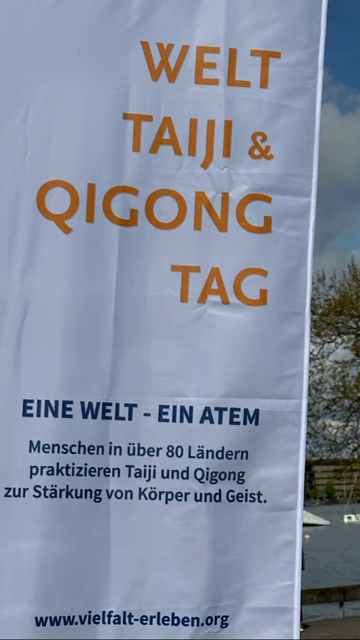 WELT
TAIJI &
QIGONG
TAG
EINE WELT - EIN ATEM
Menschen in über 80 Ländern
praktizieren Taiji und Qigong
zur Stärkung von Körper und Geist.
www.vielfalt-erleben.org